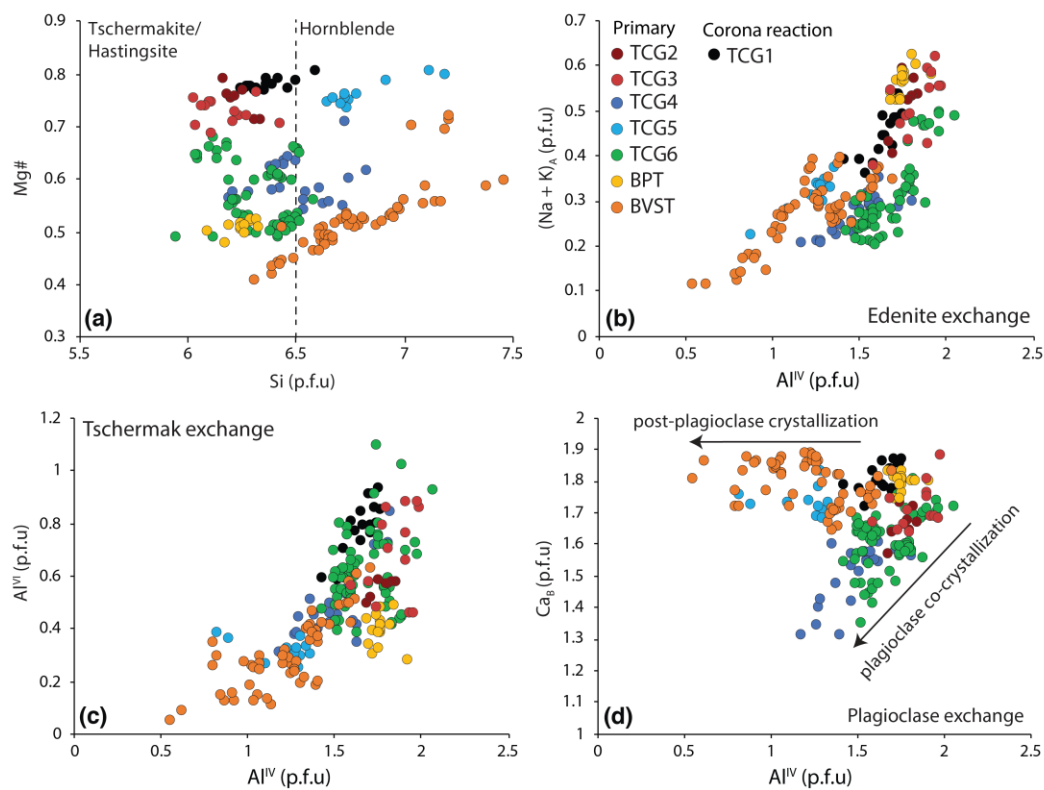 Tschermakite/ Hornblende
Hastingsite
0.9
0.8
0.7
0.6
0.5
0.4
0.3
Mg#
(a)
5.5 6 6.5 7 7.5
Si (p.f.u)
Primary
TCG2
TCG3
TCG4
TCG5
TCG6
BPT
BVST
Corona reaction
TCG1
0.7
0.6
0.5
0.4
0.3
0.2
0.1
0
(Na + K)A (p.f.u)
(b)
Edenite exchange
0 0.5 1 1.5 2 2.5
AlIV (p.f.u)
Tschermak exchange
1.2
1
0.8
0.6
0.4
0.2
0
AlVI (p.f.u)
(c)
0 0.5 1 1.5 2 2.5
AlIV (p.f.u)
post-plagioclase crystallization
2
1.9
1.8
1.7
1.6
1.5
1.4
1.3
1.2
1.1
1
CaB (p.f.u)
plagioclase co-crystallization
(d)
Plagioclase exchange
0 0.5 1 1.5 2 2.5
AlIV (p.f.u)